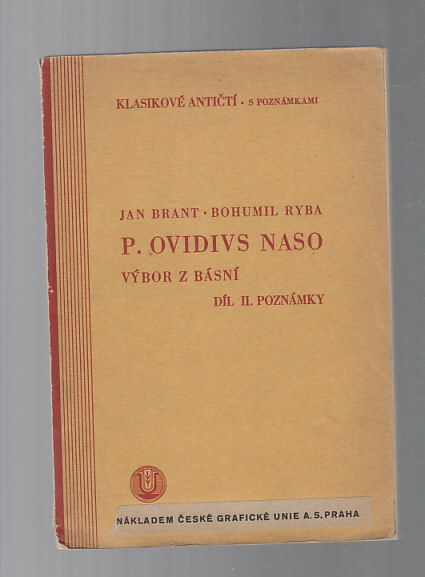 KLASIKOVÉ ANTIČTÍ · S POZNÁMKAMI
JAN BRANT · BOHUMIL RYBA
P. OVIDIVS NASO
VÝBOR Z BÁSNÍ
DÍL II. POZNÁMKY
U
NÁKLADEM ČESKÉ GRAFICKÉ UNIE A. S. PRAHA